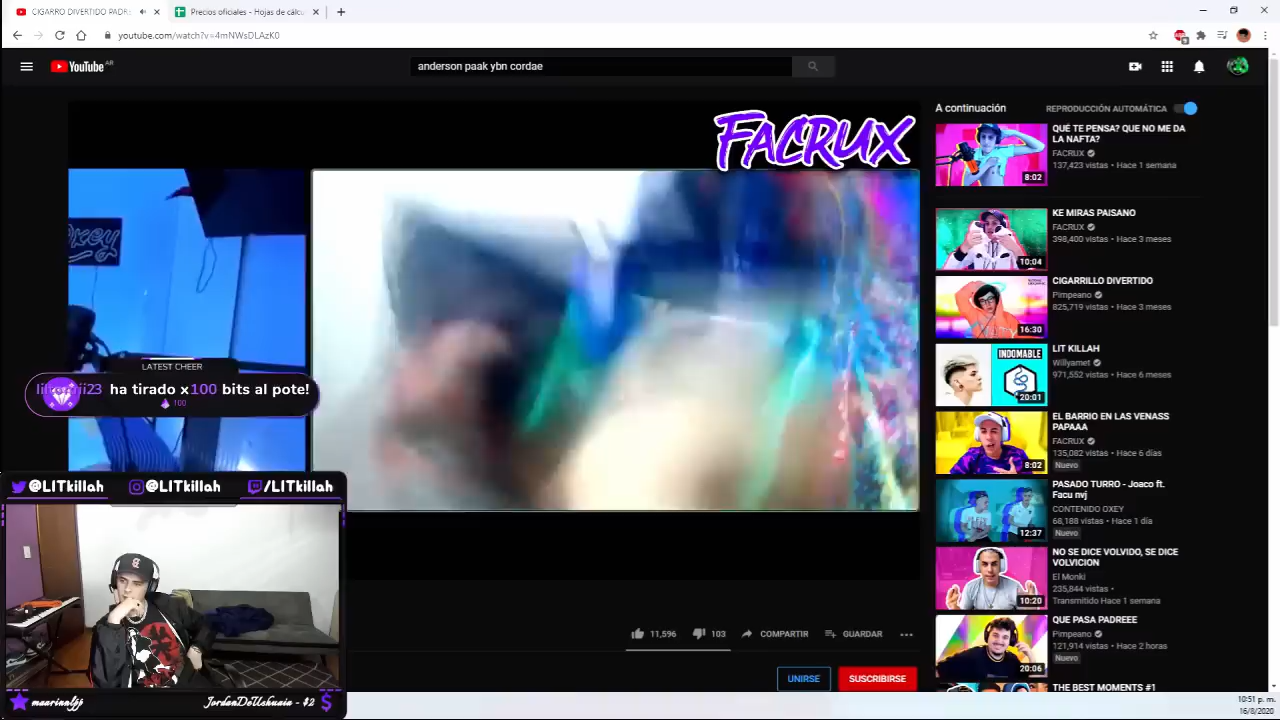 CIGARRO DIVERTIDO PADR
Precios oficiales - Hojas de cálcu
youtube.com/watch?v=4mNWsDLAzK0
YouTube AR
anderson paak ybn cordae
FACRUX
A continuación
REPRODUCCIÓN AUTOMÁTICA
QUÉ TE PENSA? QUE NO ME DA
LA NAFTA?
FACRUX
137,423 vistas • Hace 1 semana
8:02
KE MIRAS PAISANO
FACRUX
398,400 vistas • Hace 3 meses
10:04
CIGARRILLO DIVERTIDO
Pimpeano
825,719 vistas • Hace 3 meses
16:30
LIT KILLAH
Willyamet
971,552 vistas • Hace 6 meses
INDOMABLE
20:01
EL BARRIO EN LAS VENASS
PAPAAA
FACRUX
135,082 vistas • Hace 6 días
Nuevo
8:02
PASADO TURRO - Joaco ft.
Facu nvj
CONTENIDO OXEY
68,188 vistas • Hace 1 día
Nuevo
12:37
NO SE DICE VOLVIDO, SE DICE
VOLVICION
El Monki
235,844 vistas •
Transmitido Hace 1 semana
10:20
QUE PASA PADREEE
Pimpeano
121,914 vistas • Hace 2 horas
Nuevo
20:06
THE BEST MOMENTS #1
LATEST CHEER
ha tirado x100 bits al pote!
100
@LITkillah
@LITkillah
/LITkillah
11,596
103
COMPARTIR
GUARDAR
UNIRSE
SUSCRIBIRSE
JordanDeUshuaia - 42
10:51 p. m.
16/8/2020